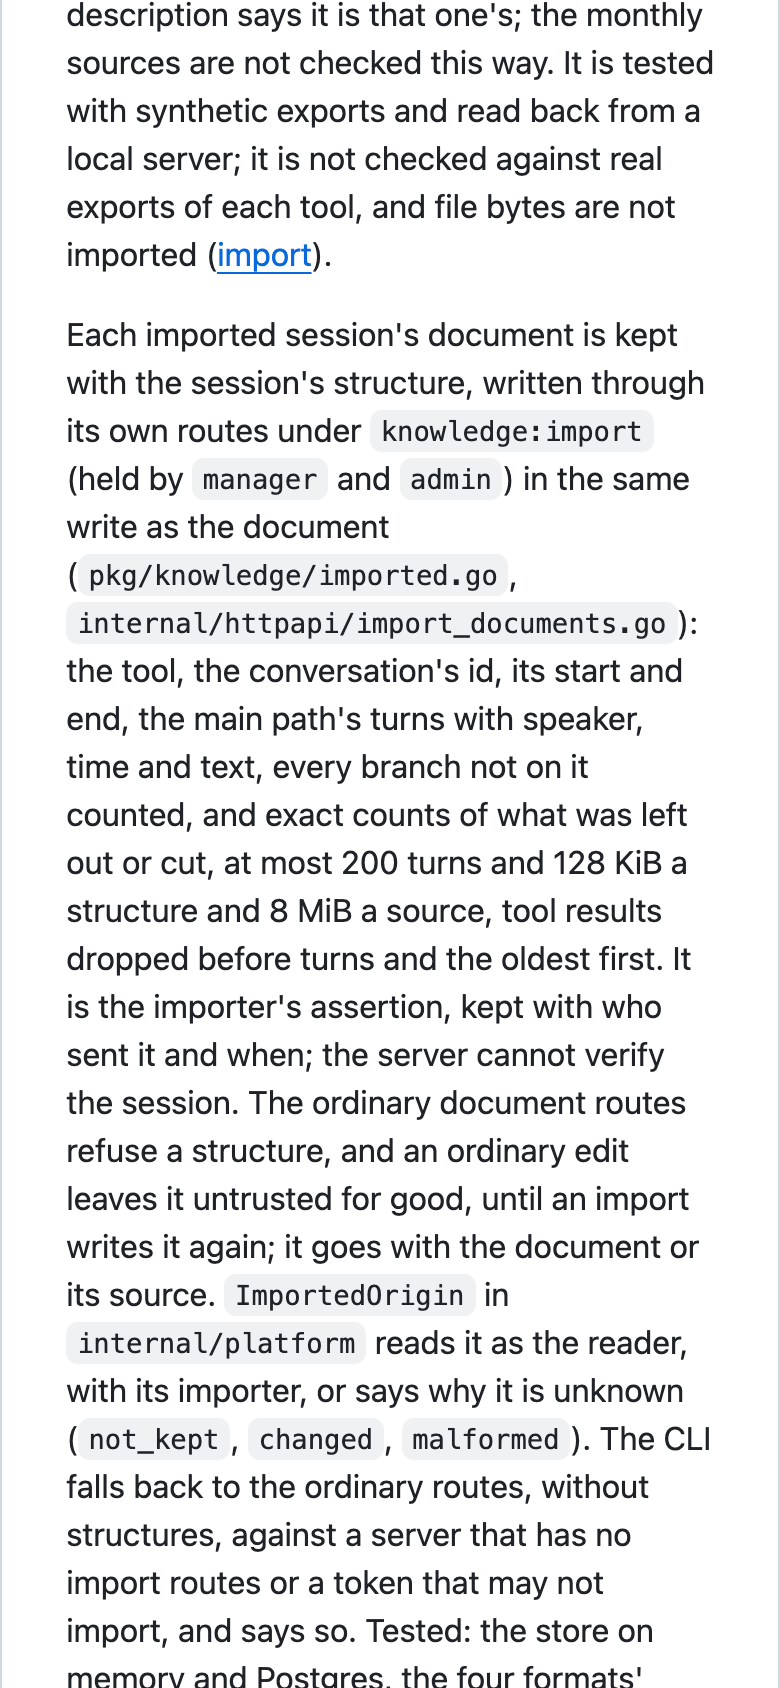 description says it is that one's; the monthly
sources are not checked this way. It is tested
with synthetic exports and read back from a
local server; it is not checked against real
exports of each tool, and file bytes are not
imported (import).
Each imported session's document is kept
with the session's structure, written through
its own routes under knowledge:import
(held by manager and admin) in the same
write as the document
(pkg/knowledge/imported.go,
internal/httpapi/import_documents.go):
the tool, the conversation's id, its start and
end, the main path's turns with speaker,
time and text, every branch not on it
counted, and exact counts of what was left
out or cut, at most 200 turns and 128 KiB a
structure and 8 MiB a source, tool results
dropped before turns and the oldest first. It
is the importer's assertion, kept with who
sent it and when; the server cannot verify
the session. The ordinary document routes
refuse a structure, and an ordinary edit
leaves it untrusted for good, until an import
writes it again; it goes with the document or
its source. ImportedOrigin in
internal/platform reads it as the reader,
with its importer, or says why it is unknown
(not_kept, changed, malformed). The CLI
falls back to the ordinary routes, without
structures, against a server that has no
import routes or a token that may not
import, and says so. Tested: the store on
memory and Postgres, the four formats'